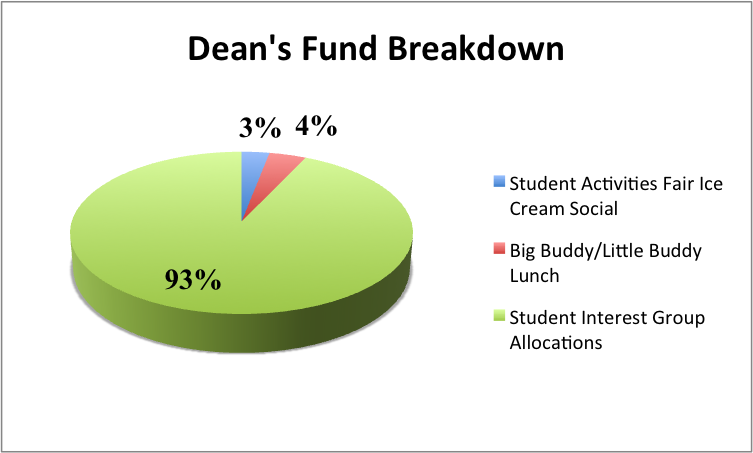 Dean's Fund Breakdown
3% 4%
93%
Student Activities Fair Ice
Cream Social
Big Buddy/Little Buddy
Lunch
Student Interest Group
Allocations